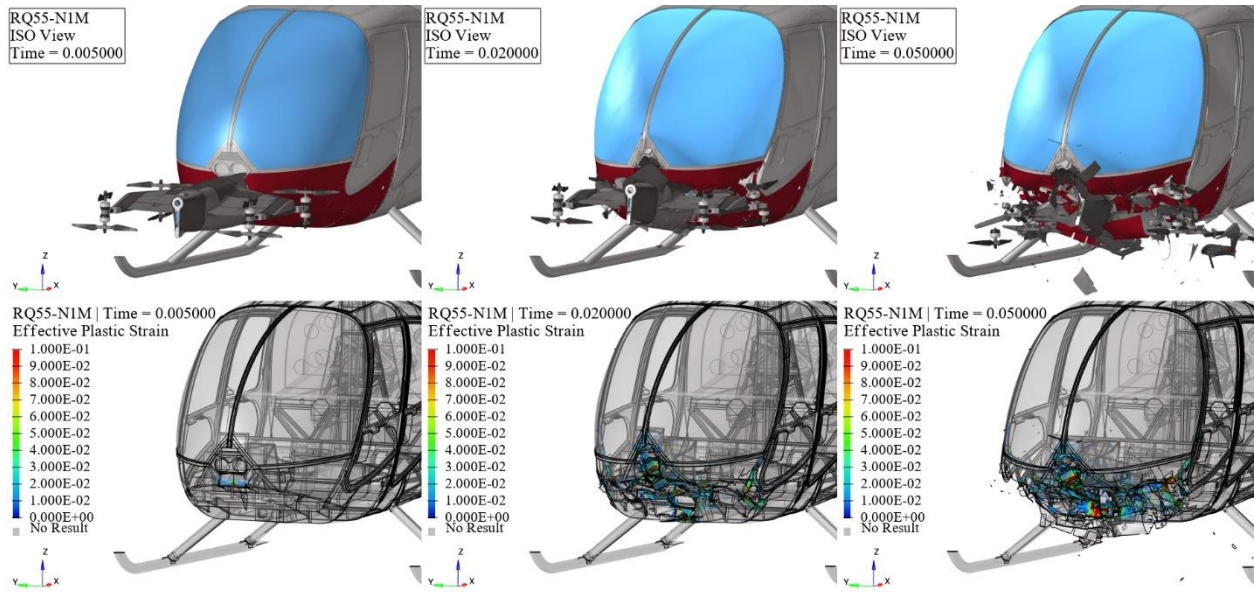 RQ55-N1M
ISO View
Time = 0.005000
RQ55-N1M
ISO View
Time = 0.020000
RQ55-N1M
ISO View
Time = 0.050000
Z
Y
X
Z
Y
X
Z
Y
X
RQ55-N1M | Time = 0.005000
Effective Plastic Strain
1.000E-01
9.000E-02
8.000E-02
7.000E-02
6.000E-02
5.000E-02
4.000E-02
3.000E-02
2.000E-02
1.000E-02
0.000E+00
No Result
Z
Y
X
RQ55-N1M | Time = 0.020000
Effective Plastic Strain
1.000E-01
9.000E-02
8.000E-02
7.000E-02
6.000E-02
5.000E-02
4.000E-02
3.000E-02
2.000E-02
1.000E-02
0.000E+00
No Result
Z
Y
X
RQ55-N1M | Time = 0.050000
Effective Plastic Strain
1.000E-01
9.000E-02
8.000E-02
7.000E-02
6.000E-02
5.000E-02
4.000E-02
3.000E-02
2.000E-02
1.000E-02
0.000E+00
No Result
Z
Y
X